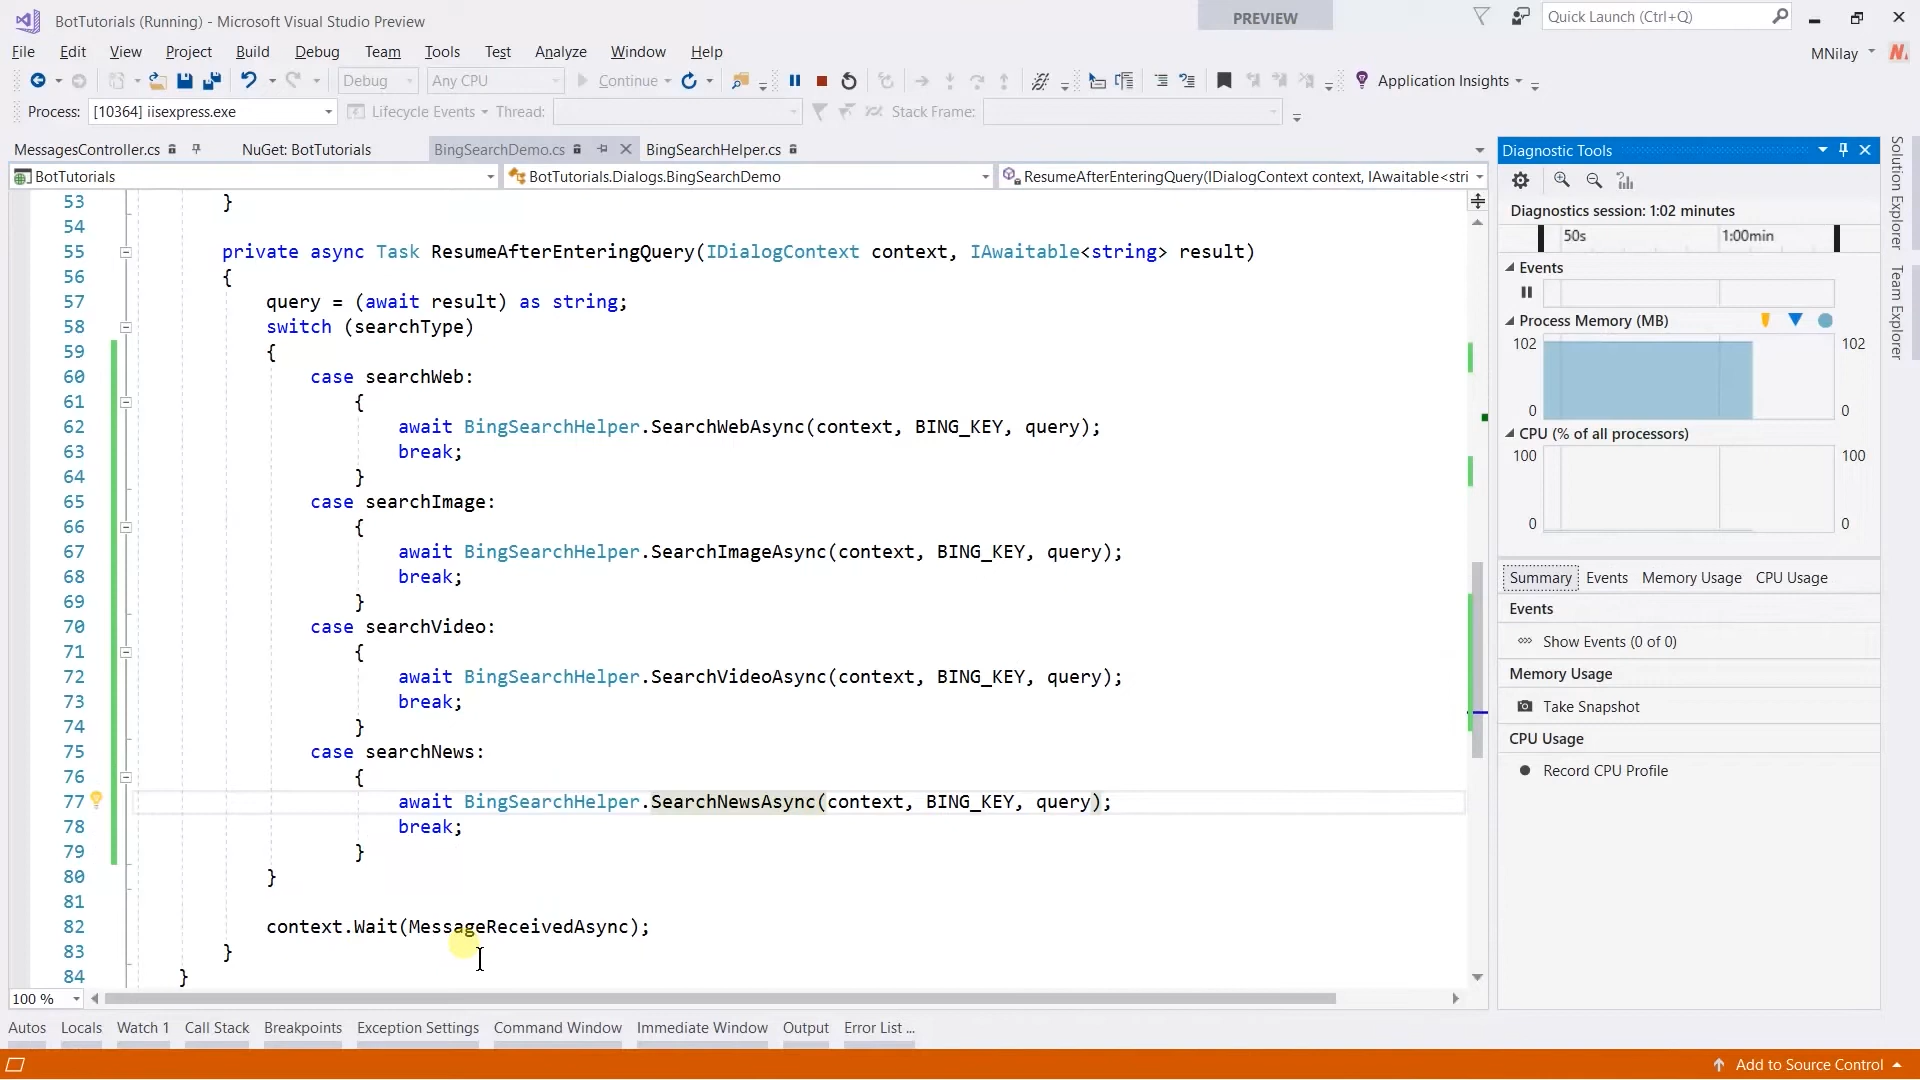 BotTutorials (Running) - Microsoft Visual Studio Preview
PREVIEW
Quick Launch (Ctrl+Q)
File Edit View Project Build Debug Team Tools Test Analyze Window Help
MNilay
Debug Any CPU Continue Application Insights
Process: [10364] iisexpress.exe Lifecycle Events Thread: Stack Frame:
MessagesController.cs NuGet: BotTutorials BingSearchDemo.cs BingSearchHelper.cs
BotTutorials BotTutorials.Dialogs.BingSearchDemo ResumeAfterEnteringQuery(IDialogContext context, IAwaitable<stri
53 }
54
55 private async Task ResumeAfterEnteringQuery(IDialogContext context, IAwaitable<string> result)
56 {
57 query = (await result) as string;
58 switch (searchType)
59 {
60 case searchWeb:
61 {
62 await BingSearchHelper.SearchWebAsync(context, BING_KEY, query);
63 break;
64 }
65 case searchImage:
66 {
67 await BingSearchHelper.SearchImageAsync(context, BING_KEY, query);
68 break;
69 }
70 case searchVideo:
71 {
72 await BingSearchHelper.SearchVideoAsync(context, BING_KEY, query);
73 break;
74 }
75 case searchNews:
76 {
77 await BingSearchHelper.SearchNewsAsync(context, BING_KEY, query);
78 break;
79 }
80 }
81
82 context.Wait(MessageReceivedAsync);
83 }
84 }
100 %
Diagnostic Tools
Diagnostics session: 1:02 minutes
50s 1:00min
Events
Process Memory (MB)
102 102
0 0
CPU (% of all processors)
100 100
0 0
Summary Events Memory Usage CPU Usage
Events
Show Events (0 of 0)
Memory Usage
Take Snapshot
CPU Usage
Record CPU Profile
Solution Explorer
Team Explorer
Autos Locals Watch 1 Call Stack Breakpoints Exception Settings Command Window Immediate Window Output Error List ...
Add to Source Control